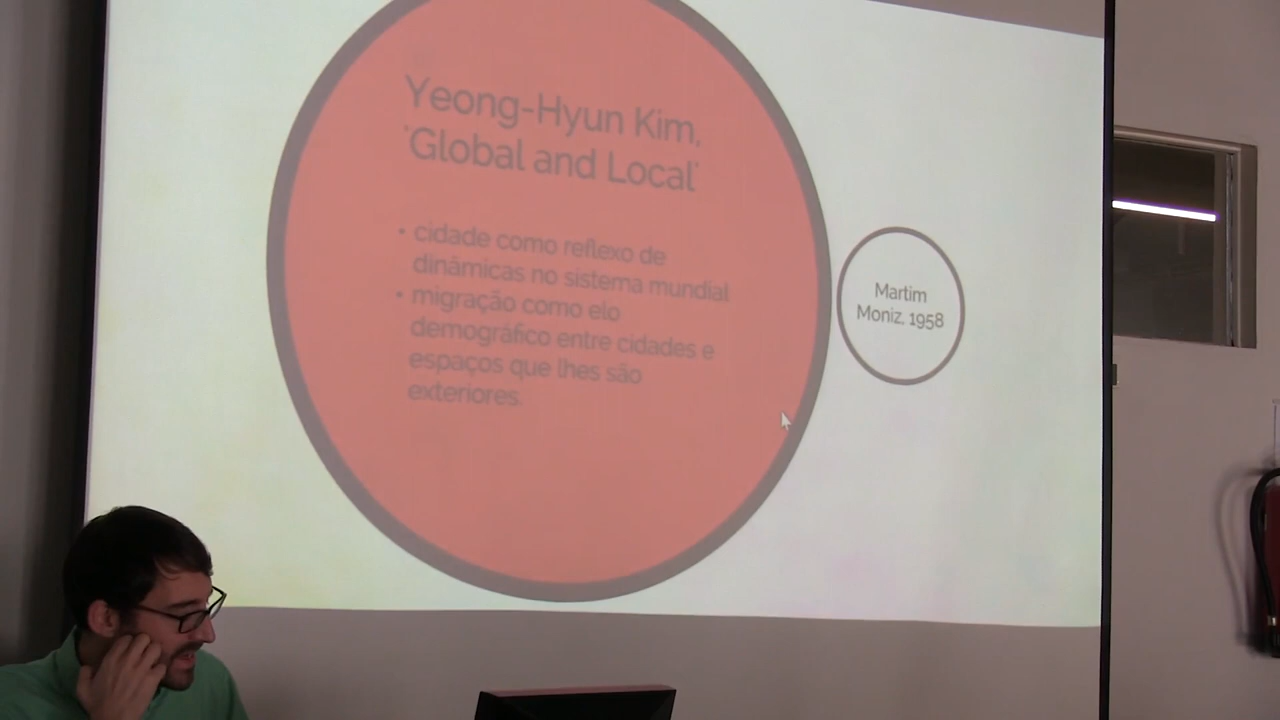 Yeong-Hyun Kim,
'Global and Local'
• cidade como reflexo de
dinâmicas no sistema mundial
• migração como elo
demográfico entre cidades e
espaços que lhes são
exteriores.
Martim
Moniz, 1958